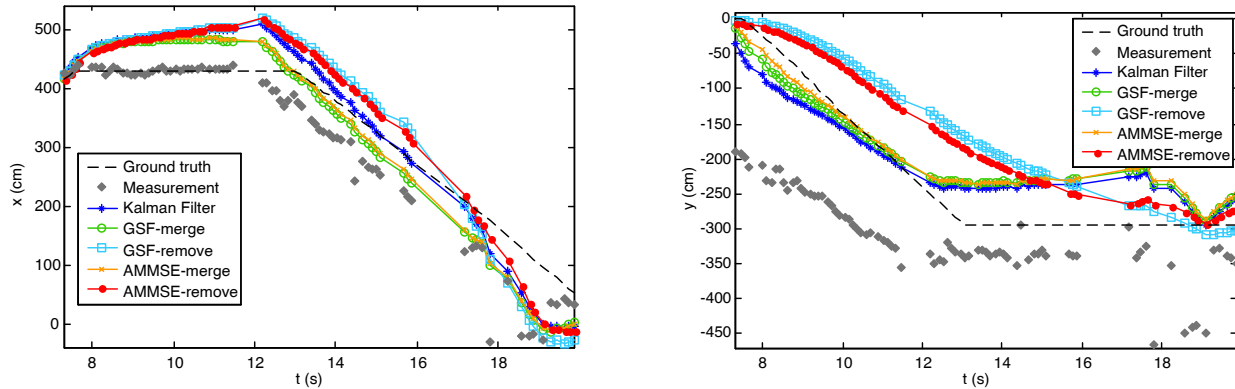 500
400
300
200
100
0
x (cm)
Ground truth
Measurement
Kalman Filter
GSF-merge
GSF-remove
AMMSE-merge
AMMSE-remove
8 10 12 14 16 18
t (s)
0
-50
-100
-150
-200
-250
-300
-350
-400
-450
y (cm)
Ground truth
Measurement
Kalman Filter
GSF-merge
GSF-remove
AMMSE-merge
AMMSE-remove
8 10 12 14 16 18
t (s)